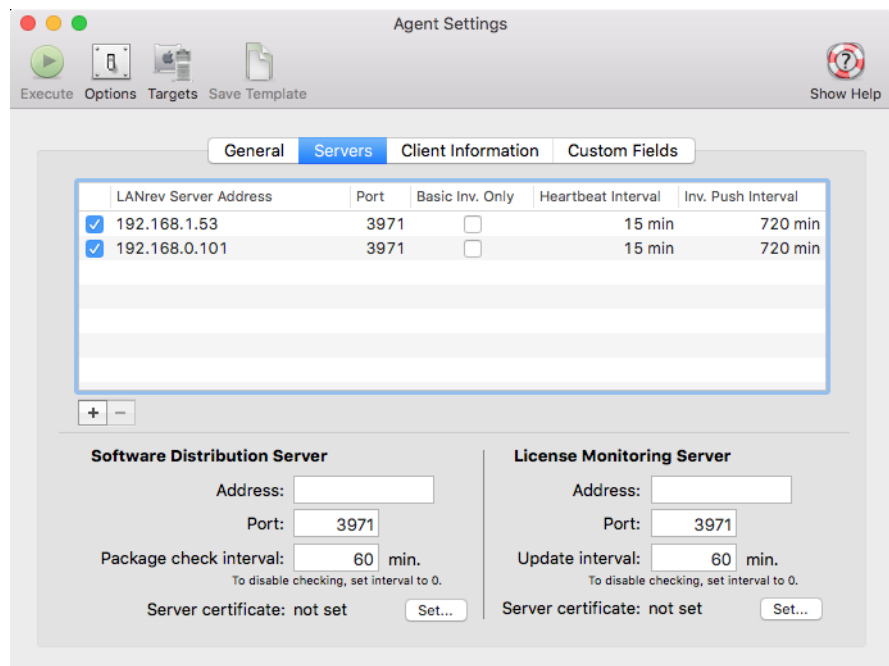 Agent Settings
Execute Options Targets Save Template Show Help
General Servers Client Information Custom Fields
LANrev Server Address Port Basic Inv. Only Heartbeat Interval Inv. Push Interval
192.168.1.53 3971 15 min 720 min
192.168.0.101 3971 15 min 720 min
+ −
Software Distribution Server
Address:
Port: 3971
Package check interval: 60 min.
To disable checking, set interval to 0.
Server certificate: not set Set...
License Monitoring Server
Address:
Port: 3971
Update interval: 60 min.
To disable checking, set interval to 0.
Server certificate: not set Set...